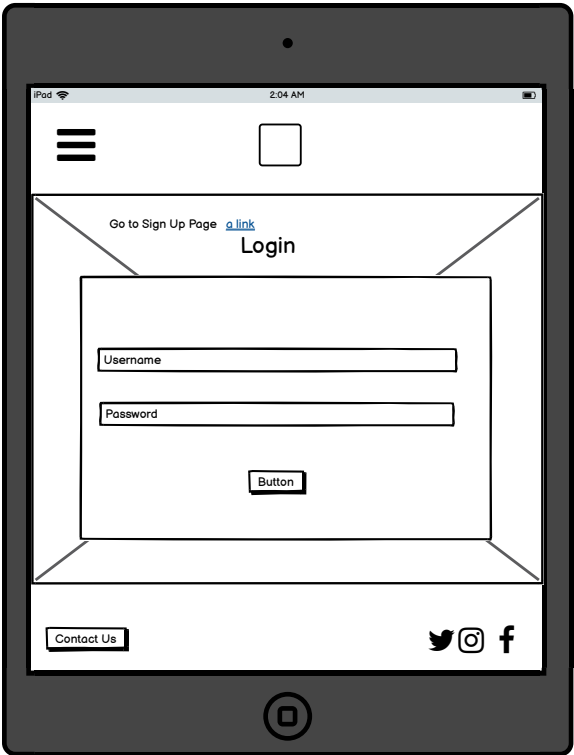 iPad 2:04 AM
Go to Sign Up Page a link
Login
Username
Password
Button
Contact Us